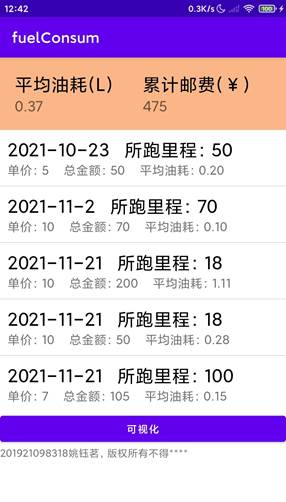 12:42 0.3K/s 100
fuelConsum
平均油耗(L) 累计邮费(¥)
0.37 475
2021-10-23 所跑里程: 50
单价: 5 总金额: 50 平均油耗: 0.20
2021-11-2 所跑里程: 70
单价: 10 总金额: 70 平均油耗: 0.10
2021-11-21 所跑里程: 18
单价: 10 总金额: 200 平均油耗: 1.11
2021-11-21 所跑里程: 18
单价: 10 总金额: 50 平均油耗: 0.28
2021-11-21 所跑里程: 100
单价: 7 总金额: 105 平均油耗: 0.15
可视化
201921098318姚钰茗, 版权所有不得****